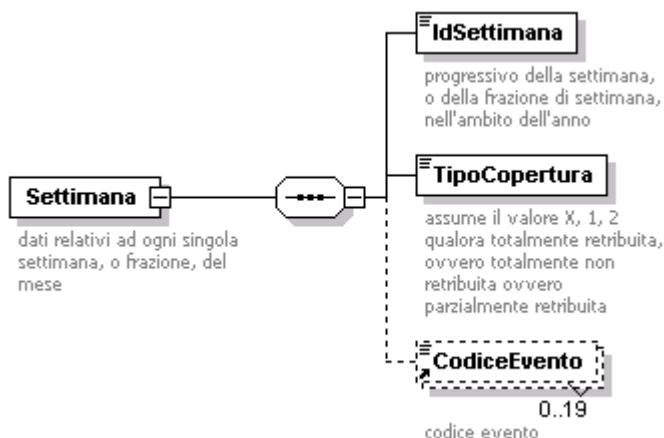 IdSettimana
progressivo della settimana,
o della frazione di settimana,
nell'ambito dell'anno
Settimana
dati relativi ad ogni singola
settimana, o frazione, del
mese
TipoCopertura
assume il valore X, 1, 2
qualora totalmente retribuita,
ovvero totalmente non
retribuita ovvero
parzialmente retribuita
CodiceEvento
0..19
codice evento